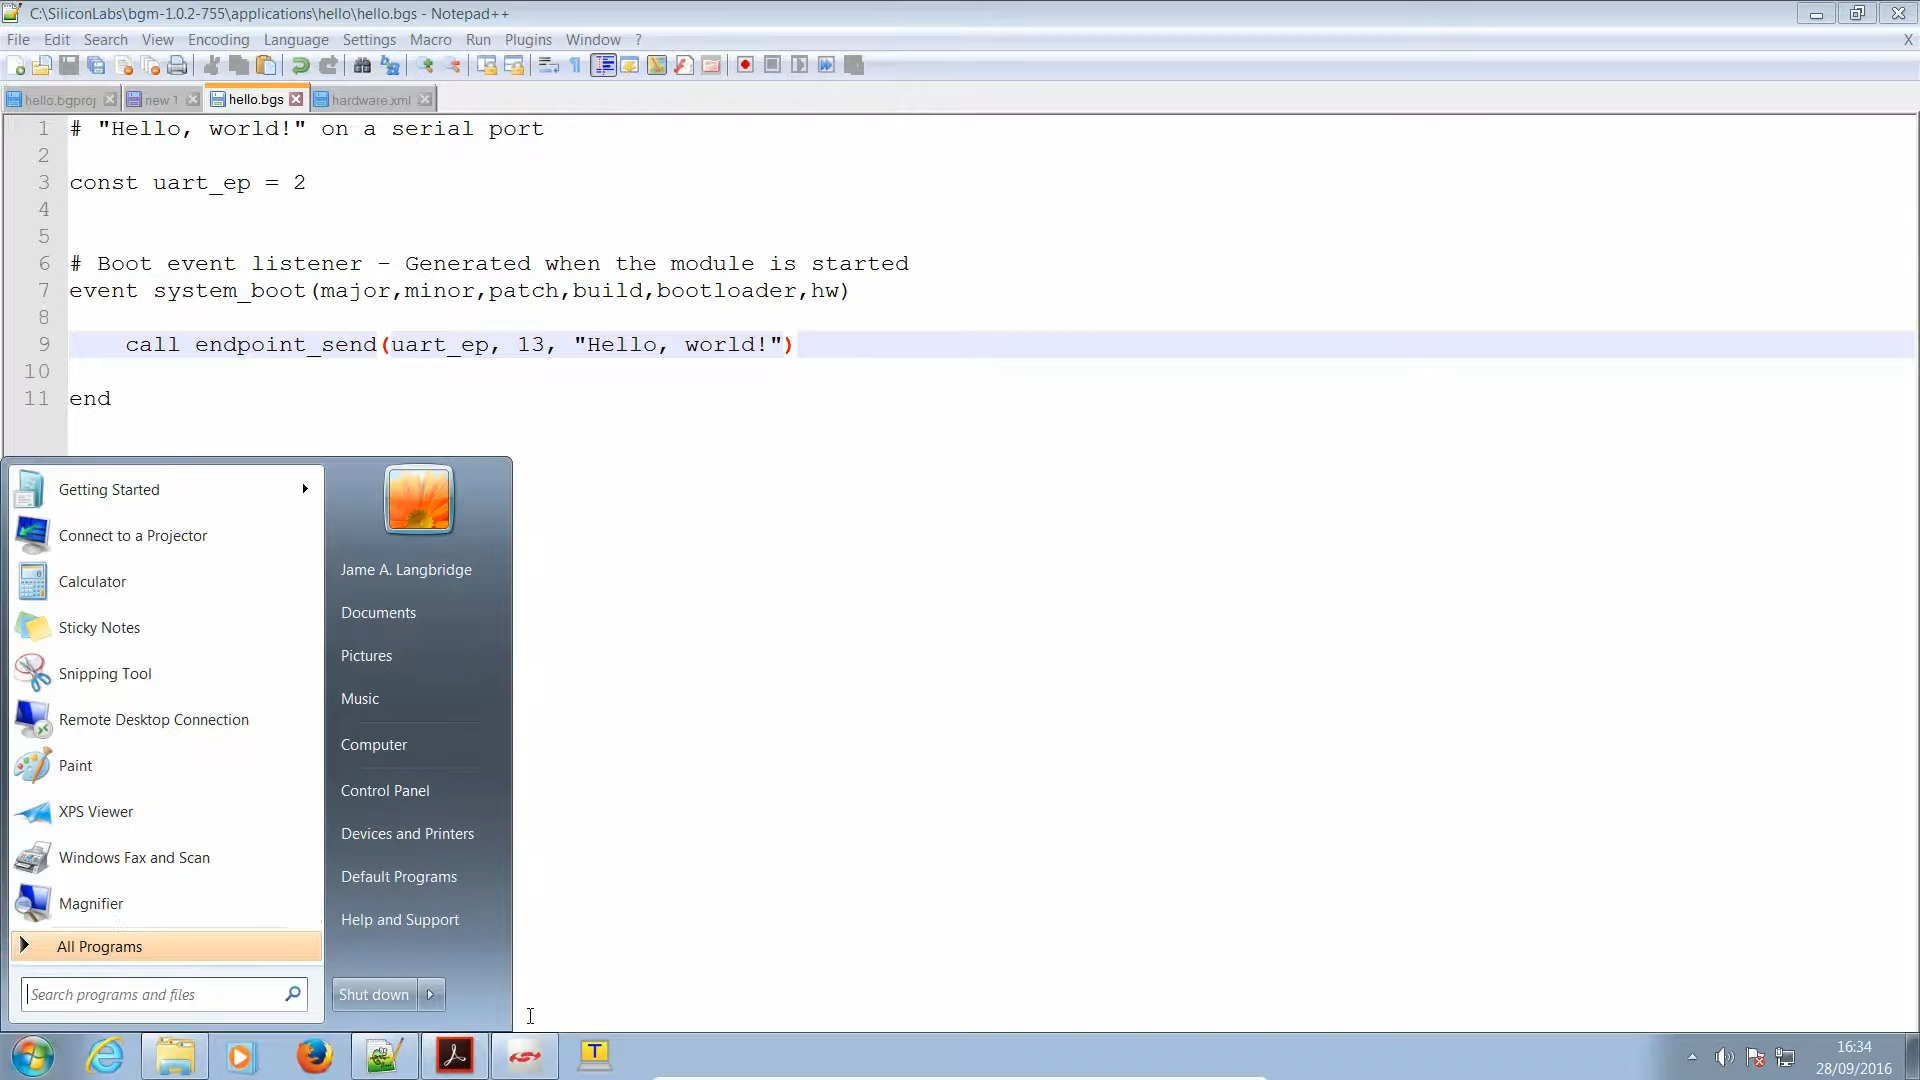 C:\SiliconLabs\bgm-1.0.2-755\applications\hello\hello.bgs - Notepad++
File Edit Search View Encoding Language Settings Macro Run Plugins Window ? X
hello.bgproj new 1 hello.bgs hardware.xml
1 # "Hello, world!" on a serial port
2
3 const uart_ep = 2
4
5
6 # Boot event listener - Generated when the module is started
7 event system_boot(major,minor,patch,build,bootloader,hw)
8
9 call endpoint_send(uart_ep, 13, "Hello, world!")
10
11 end
Getting Started
Connect to a Projector
Calculator
Sticky Notes
Snipping Tool
Remote Desktop Connection
Paint
XPS Viewer
Windows Fax and Scan
Magnifier
All Programs
Search programs and files
Jame A. Langbridge
Documents
Pictures
Music
Computer
Control Panel
Devices and Printers
Default Programs
Help and Support
Shut down
T
16:34
28/09/2016